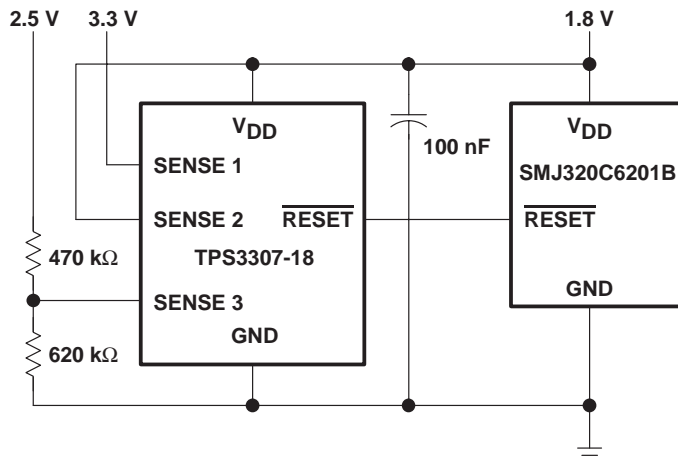 2.5 V 3.3 V 1.8 V
VDD VDD
100 nF
SENSE 1
SMJ320C6201B
SENSE 2 RESET RESET
470 kΩ TPS3307-18
GND
SENSE 3
GND
620 kΩ